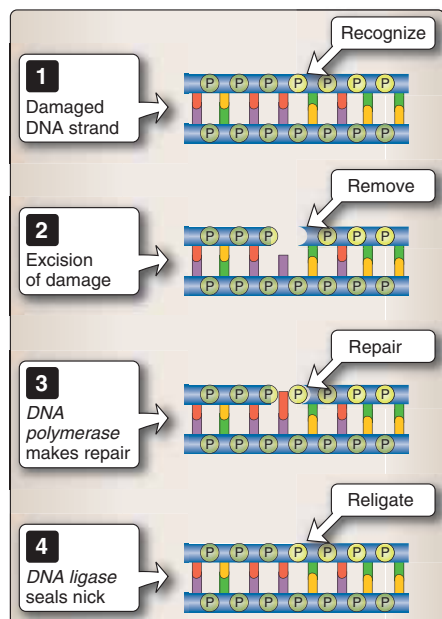 Recognize
1
Damaged
DNA strand
P P P P P P P
P P P P P P P
Remove
2
Excision
of damage
P P P P P P
P P P P P P P
Repair
3
DNA
polymerase
makes repair
P P P P P P P
P P P P P P P
Religate
4
DNA ligase
seals nick
P P P P P P P
P P P P P P P